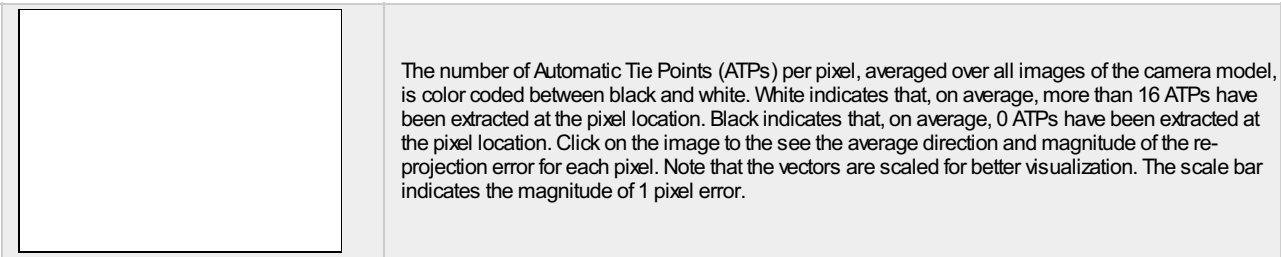 The number of Automatic Tie Points (ATPs) per pixel, averaged over all images of the camera model,
is color coded between black and white. White indicates that, on average, more than 16 ATPs have
been extracted at the pixel location. Black indicates that, on average, 0 ATPs have been extracted at
the pixel location. Click on the image to the see the average direction and magnitude of the re-
projection error for each pixel. Note that the vectors are scaled for better visualization. The scale bar
indicates the magnitude of 1 pixel error.